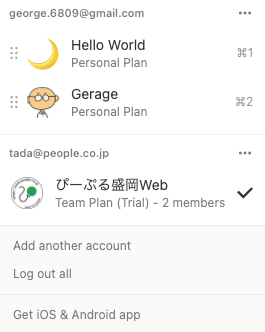 george.6809@gmail.com
Hello World
Personal Plan
⌘1
Gerage
Personal Plan
⌘2
tada@people.co.jp
ぴーぷる盛岡Web
Team Plan (Trial) - 2 members
Add another account
Log out all
Get iOS & Android app